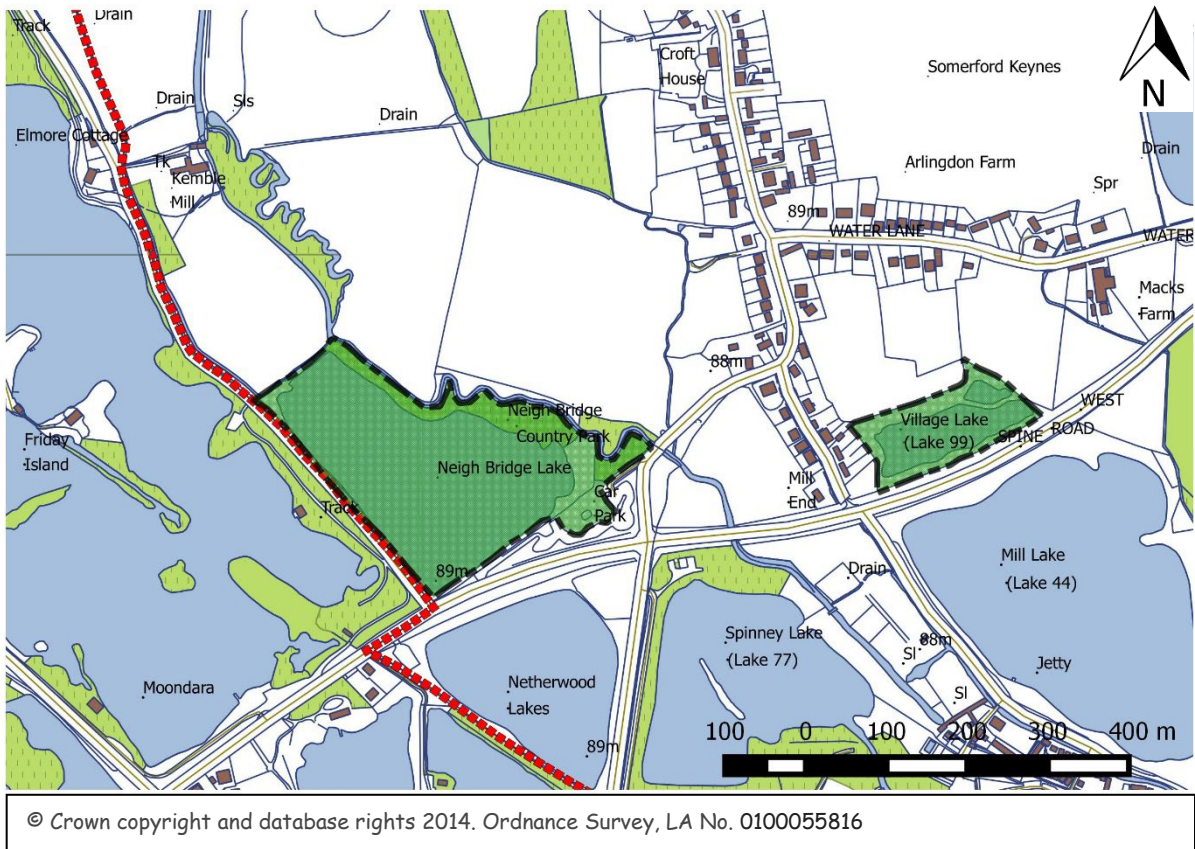 Drain
Track
Croft
House
Somerford Keynes
N
Drain
Sls
Drain
Elmore Cottage
Drain
Tk
Kemble
Mill
Arlingdon Farm
Spr
89m
WATER LANE
WATER
Macks
Farm
88m
WEST
Neigh Bridge
Country Park
Village Lake
(Lake 99)
SPINE ROAD
Friday
Island
Neigh Bridge Lake
Mill
End
Car
Park
Track
Mill Lake
(Lake 44)
89m
Drain
Spinney Lake
(Lake 77)
88m
Sl
Jetty
Moondara
Netherwood
Lakes
Sl
89m
100 0 100 200 300 400 m
© Crown copyright and database rights 2014. Ordnance Survey, LA No. 0100055816